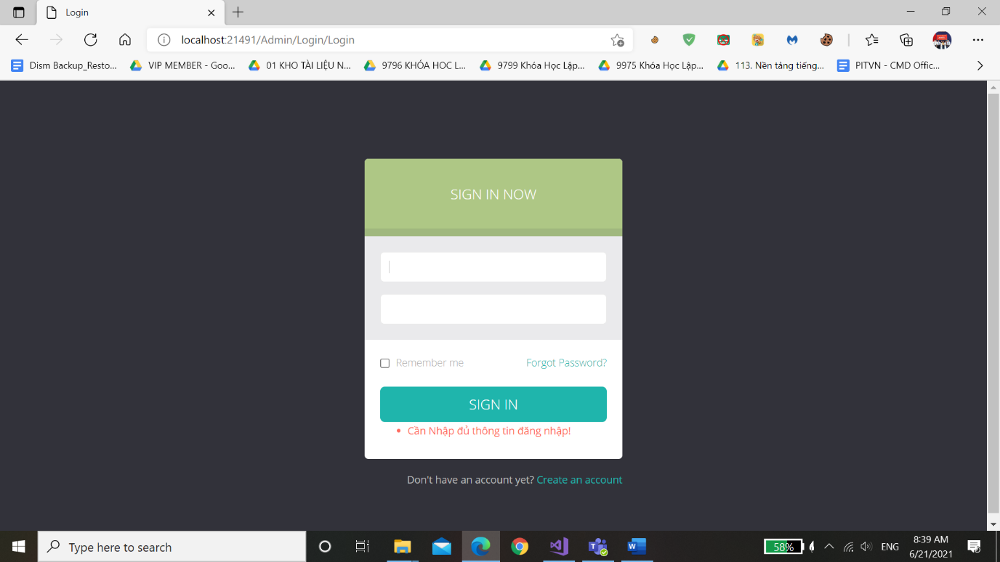 Login
localhost:21491/Admin/Login/Login
Dism Backup_Resto... VIP MEMBER - Goo... 01 KHO TÀI LIỆU N... 9796 KHÓA HOC L... 9799 Khóa Học Lập... 9975 Khóa Học Lập... 113. Nền tảng tiếng... PITVN - CMD Offic...
SIGN IN NOW
Remember me Forgot Password?
SIGN IN
• Cần Nhập đủ thông tin đăng nhập!
Don't have an account yet? Create an account
Type here to search
58%
ENG
8:39 AM
6/21/2021